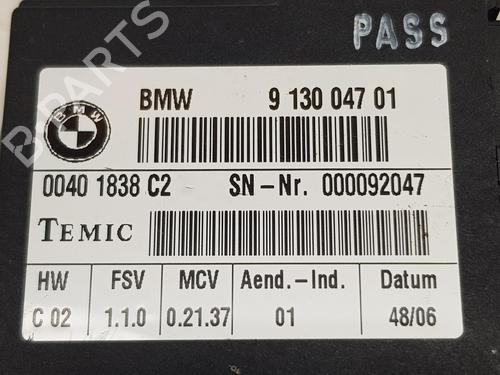 PASS
BMW
BMW 9 130 047 01
0040 1838 C2 SN-Nr. 000092047
TEMIC
HW FSV MCV Aend.-Ind. Datum
C 02 1.1.0 0.21.37 01 48/06
B-PARTS